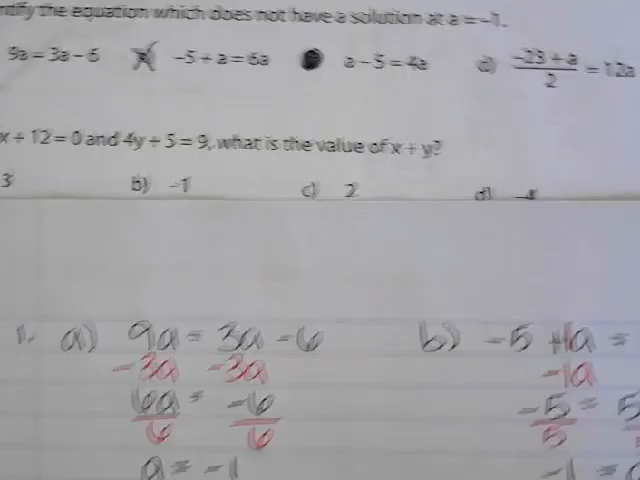 ntify the equation which does not have a solution at a = -1.
9a = 3a - 6 -5 + a = 6a a - 5 = 4a d) (-23 + a)/2 = 12a
x + 12 = 0 and 4y + 5 = 9, what is the value of x + y?
3 b) -1 c) 2 d)
1. a) 9a = 3a - 6 b) -5 + 1a =
-3a -3a -1a
6a = -6 -5 = 5
6 6 5
a = -1 -1 =